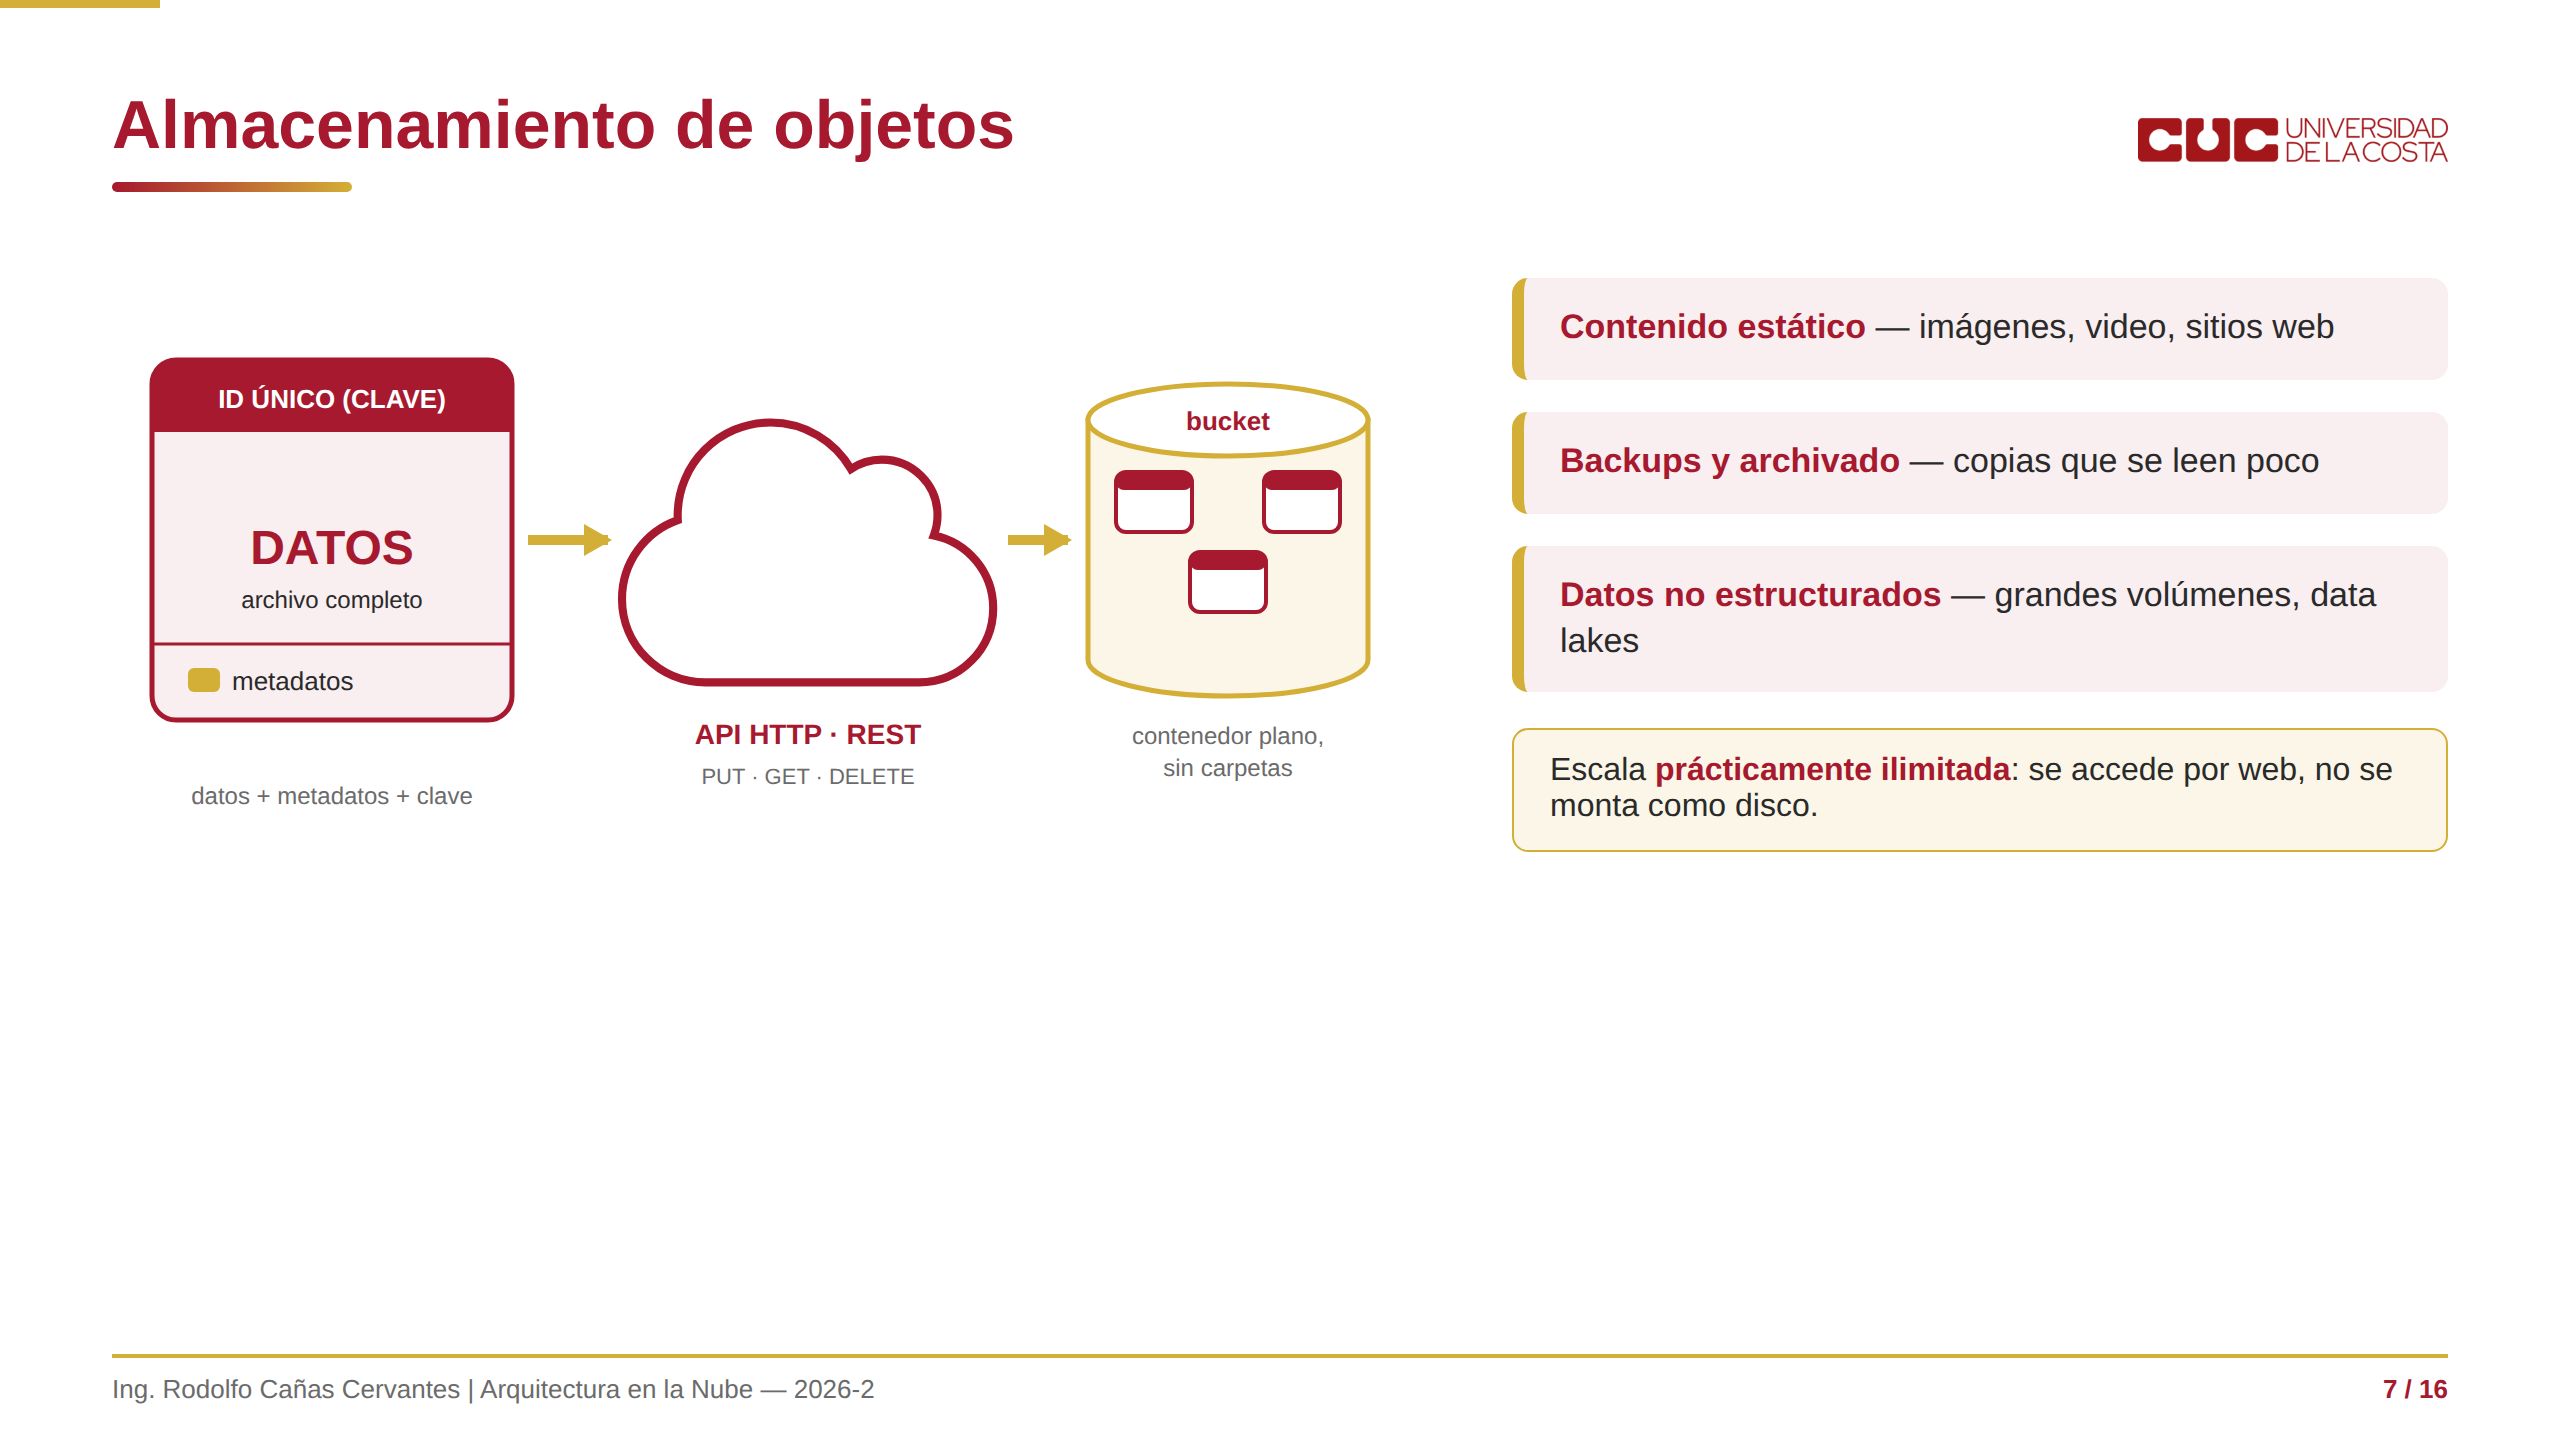 Almacenamiento de objetos
CUC UNIVERSIDAD
DE LA COSTA
ID ÚNICO (CLAVE)
DATOS
archivo completo
metadatos
datos + metadatos + clave
API HTTP · REST
PUT · GET · DELETE
bucket
contenedor plano,
sin carpetas
Contenido estático — imágenes, video, sitios web
Backups y archivado — copias que se leen poco
Datos no estructurados — grandes volúmenes, data
lakes
Escala prácticamente ilimitada: se accede por web, no se
monta como disco.
Ing. Rodolfo Cañas Cervantes | Arquitectura en la Nube — 2026-2
7 / 16